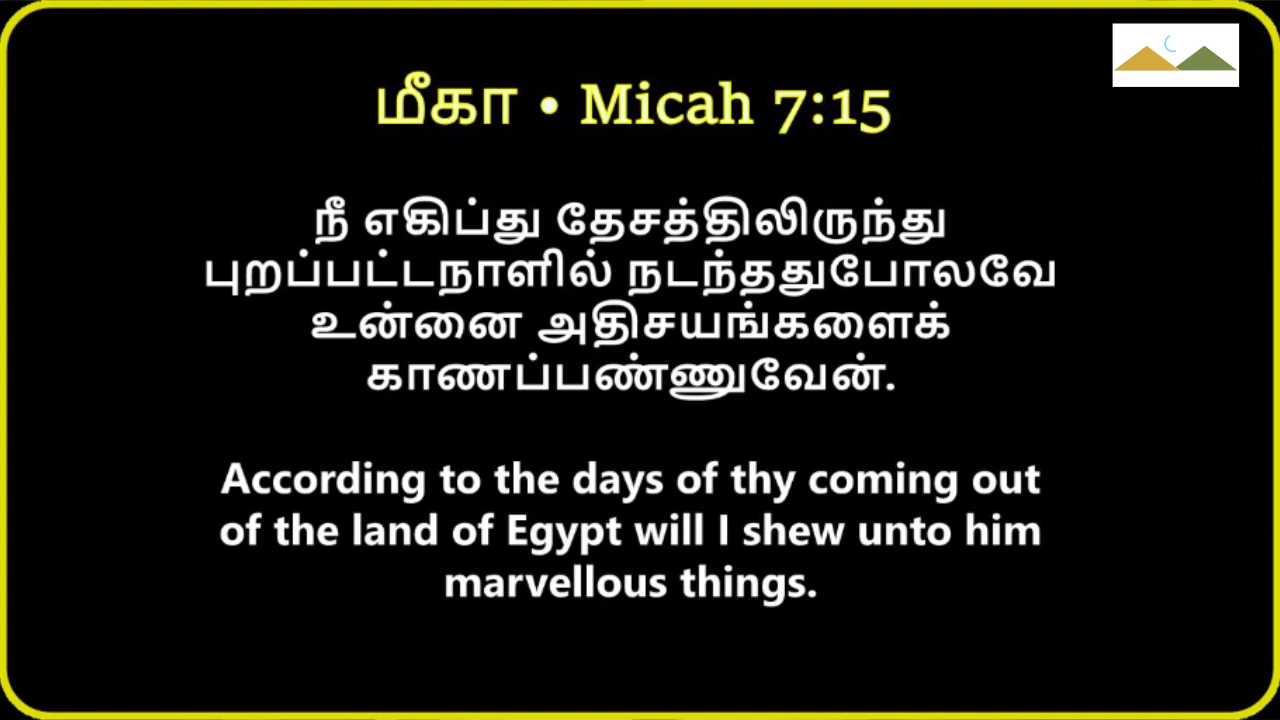 மீகா • Micah 7:15
நீ எகிப்து தேசத்திலிருந்து
புறப்பட்டநாளில் நடந்ததுபோலவே
உன்னை அதிசயங்களைக்
காணப்பண்ணுவேன்.
According to the days of thy coming out
of the land of Egypt will I shew unto him
marvellous things.